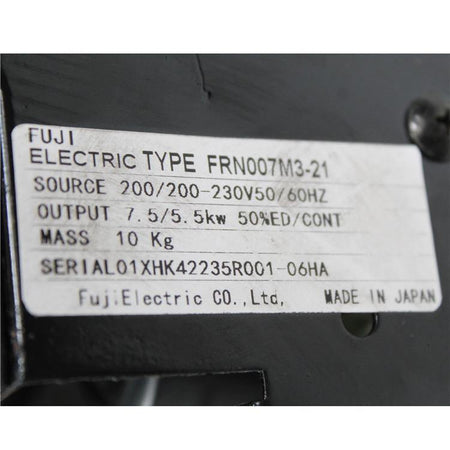 FUJI
ELECTRIC TYPE FRN007M3-21
SOURCE 200/200-230V50/60HZ
OUTPUT 7.5/5.5kw 50%ED/CONT
MASS 10 Kg
SERIAL01XHK42235R001-06HA
Fuji Electric CO.,Ltd, MADE IN JAPAN